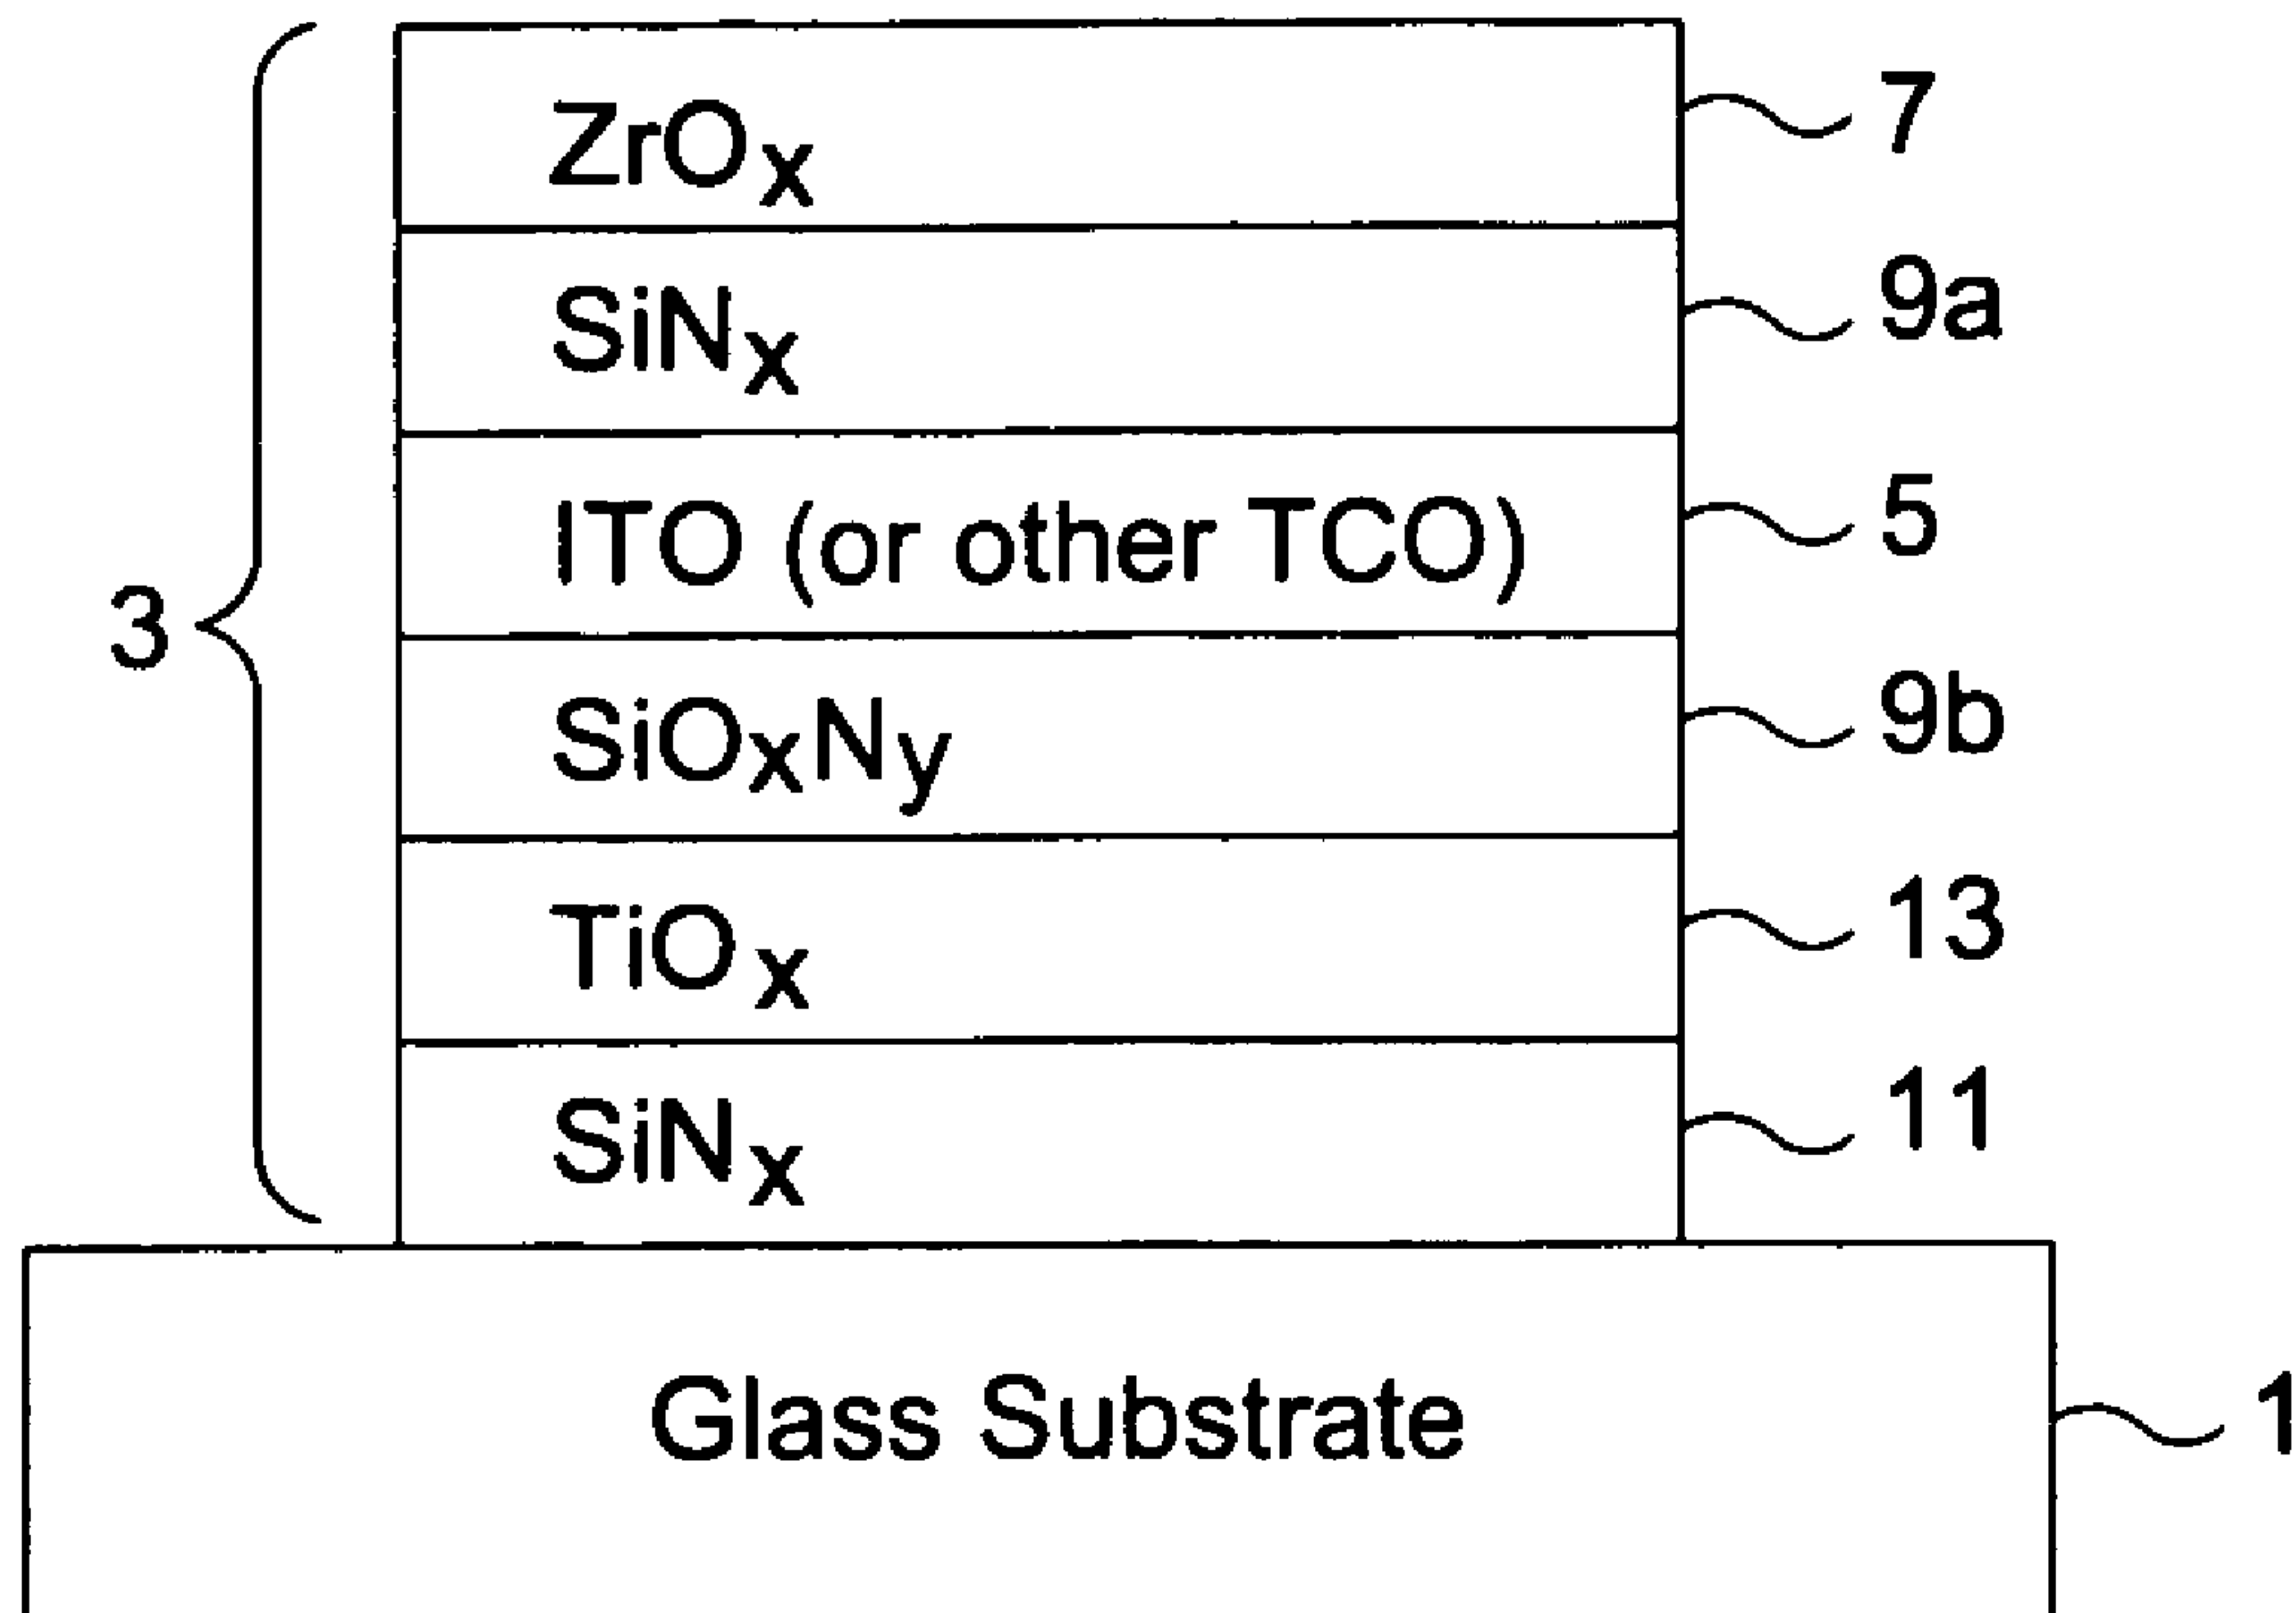 ZrOx 7
SiNx 9a
ITO (or other TCO) 5
3
SiOxNy 9b
TiOx 13
SiNx 11
Glass Substrate 1